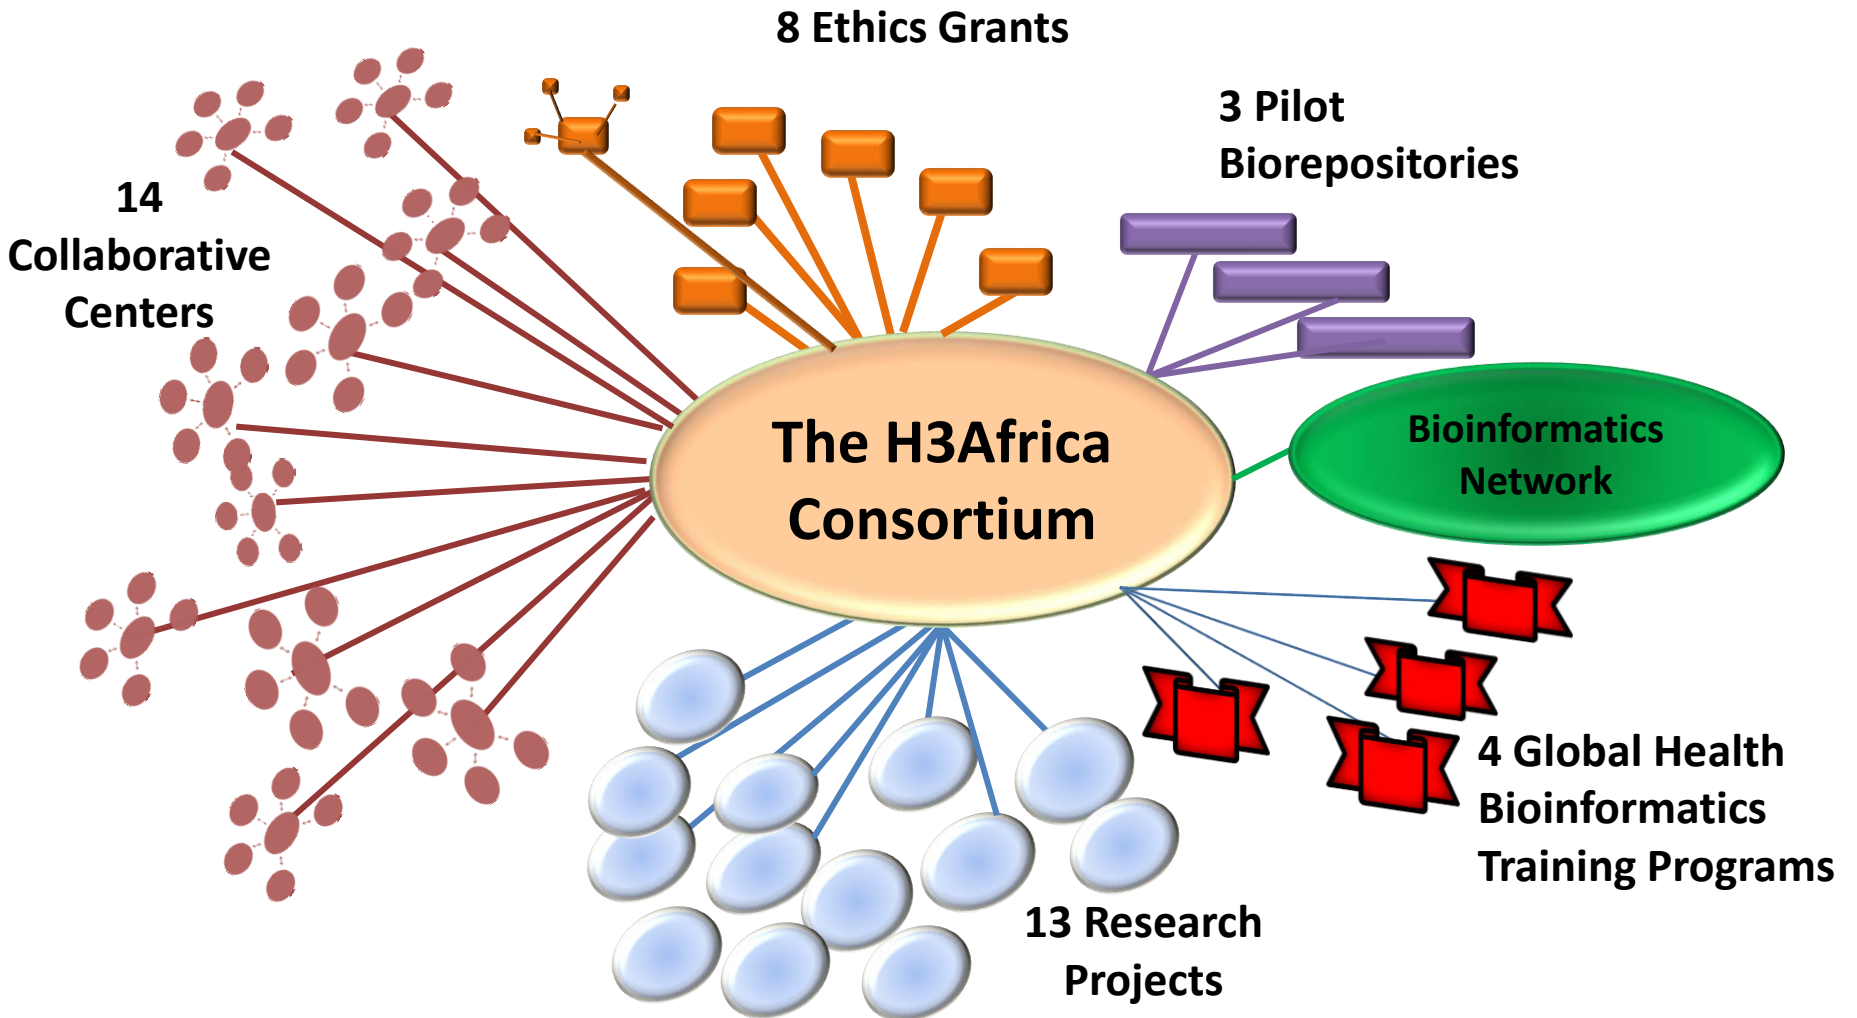 8 Ethics Grants
3 Pilot
Biorepositories
14
Collaborative
Centers
The H3Africa
Consortium
Bioinformatics
Network
4 Global Health
Bioinformatics
Training Programs
13 Research
Projects